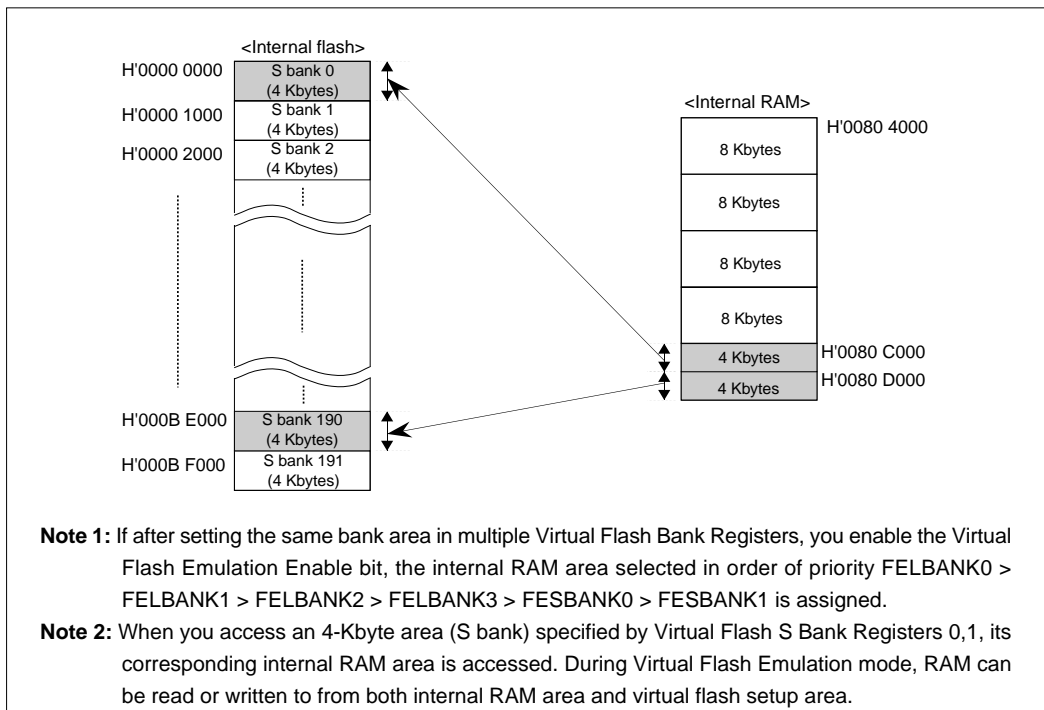 <Internal flash>
H'0000 0000
S bank 0
(4 Kbytes)
H'0000 1000
S bank 1
(4 Kbytes)
H'0000 2000
S bank 2
(4 Kbytes)
H'000B E000
S bank 190
(4 Kbytes)
H'000B F000
S bank 191
(4 Kbytes)
<Internal RAM>
H'0080 4000
8 Kbytes
8 Kbytes
8 Kbytes
8 Kbytes
4 Kbytes
H'0080 C000
4 Kbytes
H'0080 D000
Note 1: If after setting the same bank area in multiple Virtual Flash Bank Registers, you enable the Virtual
Flash Emulation Enable bit, the internal RAM area selected in order of priority FELBANK0 >
FELBANK1 > FELBANK2 > FELBANK3 > FESBANK0 > FESBANK1 is assigned.
Note 2: When you access an 4-Kbyte area (S bank) specified by Virtual Flash S Bank Registers 0,1, its
corresponding internal RAM area is accessed. During Virtual Flash Emulation mode, RAM can
be read or written to from both internal RAM area and virtual flash setup area.